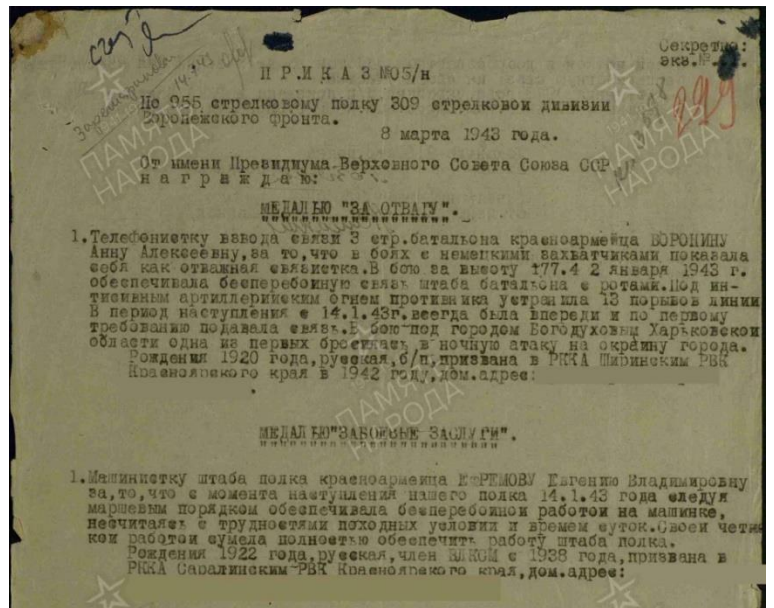 Секретно:
экз.№
П Р И К А З №05/н
299
По 955 стрелковому полку 309 стрелковой дивизии
Воронежского фронта.
8 марта 1943 года.
От имени Президиума Верховного Совета Союза ССР
н а г р а ж д а ю:
МЕДАЛЬЮ "ЗА ОТВАГУ".
1.Телефонистку взвода связи 3 стр.батальона красноармейца ВОРОНИНУ
Анну Алексеевну,за то,что в боях с немецкими захватчиками показала
себя как отважная связистка.В бою за высоту 177.4 2 января 1943 г.
обеспечивала бесперебойную связь штаба батальона с ротами.Под ин-
тисивным артиллерийским огнем противника устранила 13 порывов линии
В период наступления с 14.1.43г.всегда была впереди и по первому
требованию подавала связь.В бою под городом Богодуховым Харьковской
области одна из первых бросилась в ночную атаку на окраину города.
Рождения 1920 года,русская,б/п,призвана в РККА Ширинским РВК
Красноярского края в 1942 году,дом.адрес:
МЕДАЛЬЮ"ЗАБОЕВЫЕ ЗАСЛУГИ".
1.Машинистку штаба полка красноармейца ЕФРЕМОВУ Евгению Владимировну
за,то,что с момента наступления нашего полка 14.1.43 года следуя
маршевым порядком обеспечивала бесперебойной работой на машинке,
несчитаясь с трудностями походных условий и времем суток.Своей четк
кой работой сумела полностью обеспечить работу штаба полка.
Рождения 1922 года,русская,член ВЛКСМ с 1938 года,призвана в
РККА Саралинским РВК Красноярского края,дом.адрес:
ПАМЯТЬ
НАРОДА